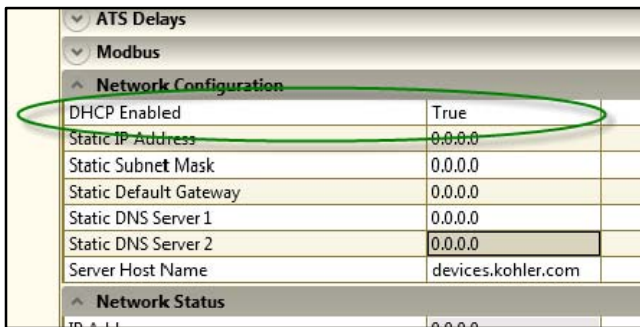 ATS Delays
Modbus
Network Configuration
DHCP Enabled True
Static IP Address 0.0.0.0
Static Subnet Mask 0.0.0.0
Static Default Gateway 0.0.0.0
Static DNS Server 1 0.0.0.0
Static DNS Server 2 0.0.0.0
Server Host Name devices.kohler.com
Network Status